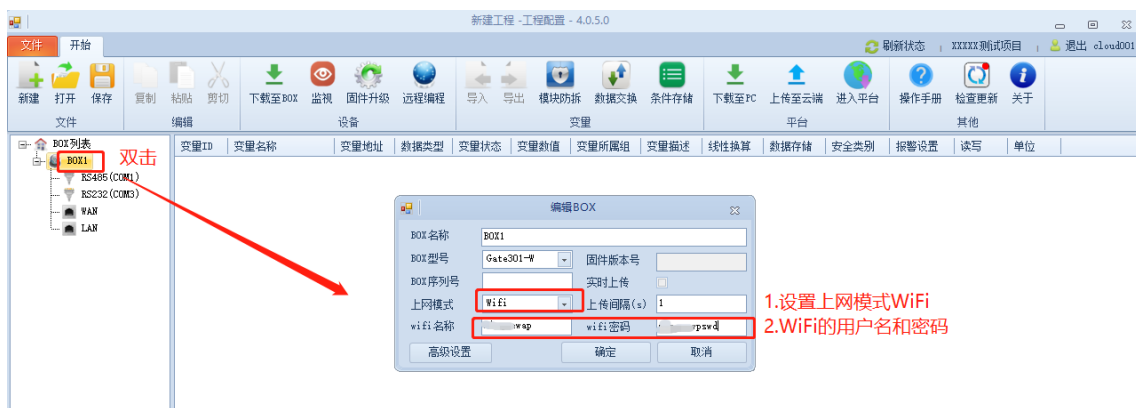 新建工程 -工程配置 - 4.0.5.0
文件 开始 刷新状态 XXXXX测试项目 退出 cloud001
新建 打开 保存 复制 粘贴 剪切 下载至BOX 监视 固件升级 远程编程 导入 导出 模块防拆 数据交换 条件存储 下载至PC 上传至云端 进入平台 操作手册 检查更新 关于
文件 编辑 设备 变量 平台 其他
BOX列表 变量ID 变量名称 变量地址 数据类型 变量状态 变量数值 变量所属组 变量描述 线性换算 数据存储 安全类别 报警设置 读写 单位
BOX1 双击
RS485(COM1)
RS232(COM3)
WAN
LAN
编辑BOX
BOX名称 BOX1
BOX型号 Gate301-W 固件版本号
BOX序列号 实时上传
上网模式 Wifi 上传间隔(s) 1
wifi名称 wap wifi密码 pswd
高级设置 确定 取消
1.设置上网模式WiFi
2.WiFi的用户名和密码